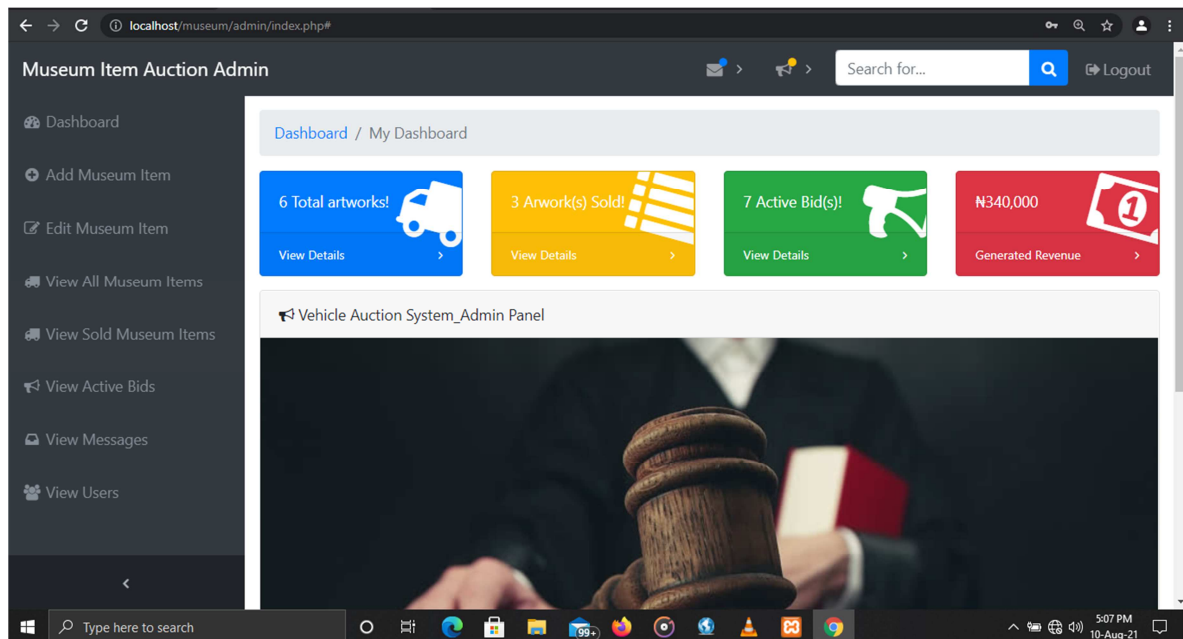 localhost/museum/admin/index.php#
Museum Item Auction Admin
Search for...
Logout
Dashboard
Add Museum Item
Edit Museum Item
View All Museum Items
View Sold Museum Items
View Active Bids
View Messages
View Users
Dashboard / My Dashboard
6 Total artworks!
View Details
3 Arwork(s) Sold!
View Details
7 Active Bid(s)!
View Details
₦340,000
1
Generated Revenue
Vehicle Auction System_Admin Panel
Type here to search
99+
5:07 PM
10-Aug-21